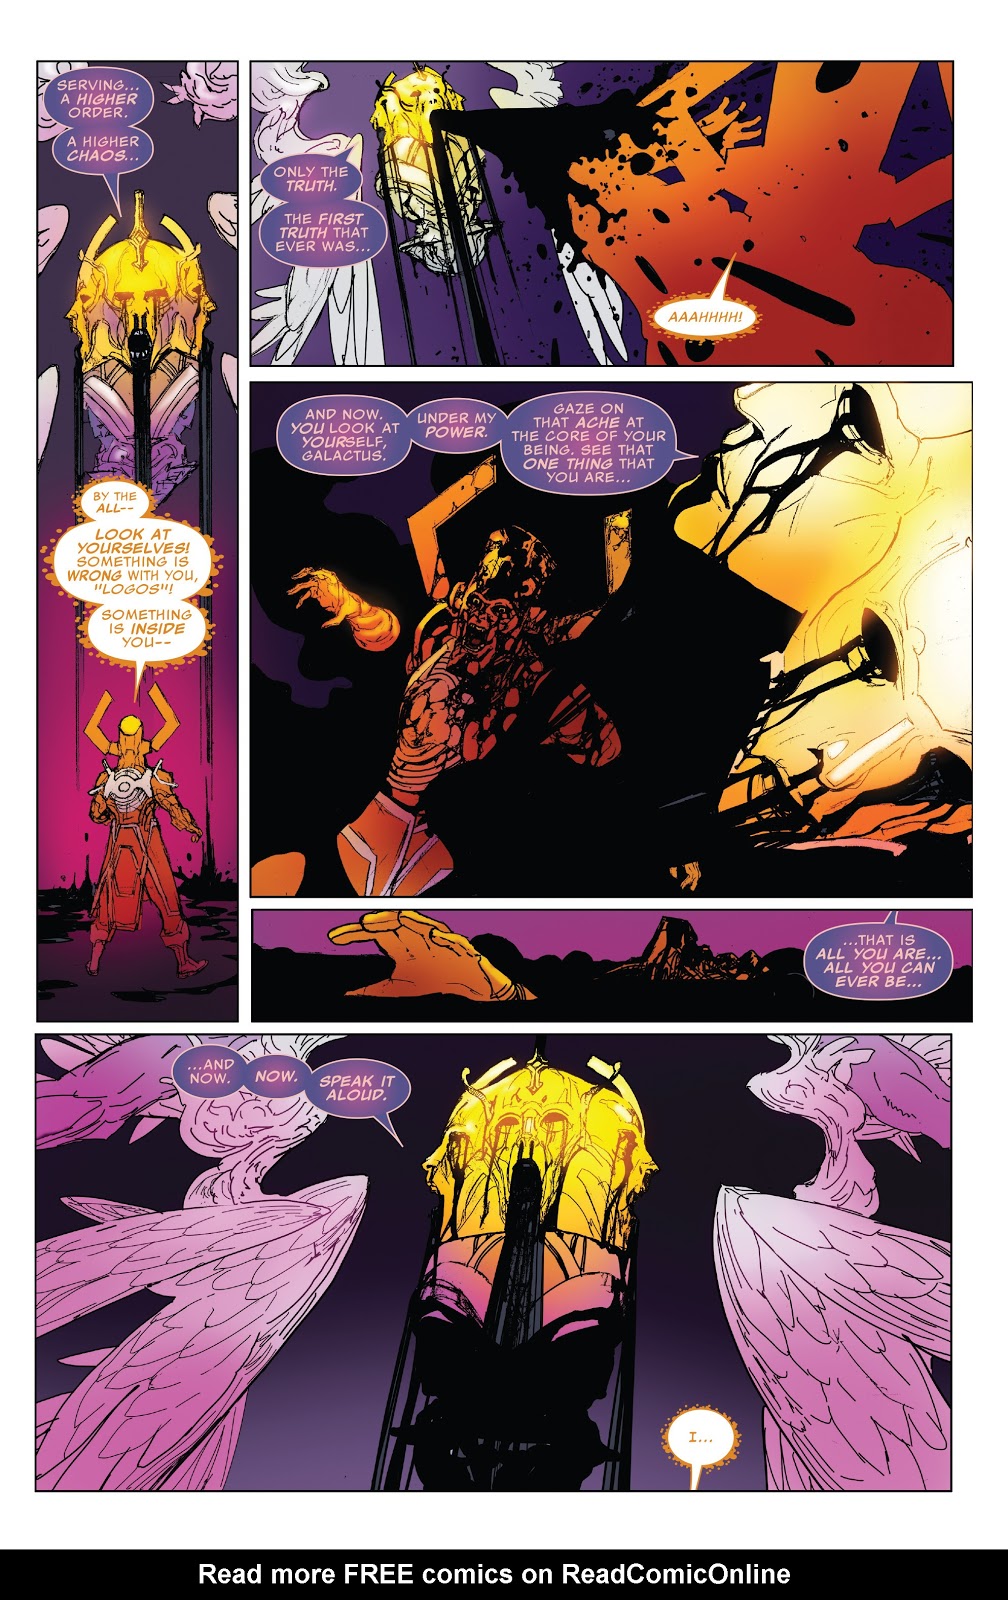 SERVING...
A HIGHER
ORDER.
A HIGHER
CHAOS...
BY THE
ALL--
LOOK AT
YOURSELVES!
SOMETHING IS
WRONG WITH YOU,
"LOGOS"!
SOMETHING
IS INSIDE
YOU--
ONLY THE
TRUTH.
THE FIRST
TRUTH THAT
EVER WAS...
AAAHHHH!
AND NOW.
YOU LOOK AT
YOURSELF,
GALACTUS.
UNDER MY
POWER.
GAZE ON
THAT ACHE AT
THE CORE OF YOUR
BEING. SEE THAT
ONE THING THAT
YOU ARE...
...THAT IS
ALL YOU ARE...
ALL YOU CAN
EVER BE...
...AND
NOW.
NOW.
SPEAK IT
ALOUD.
I...
Read more FREE comics on ReadComicOnline